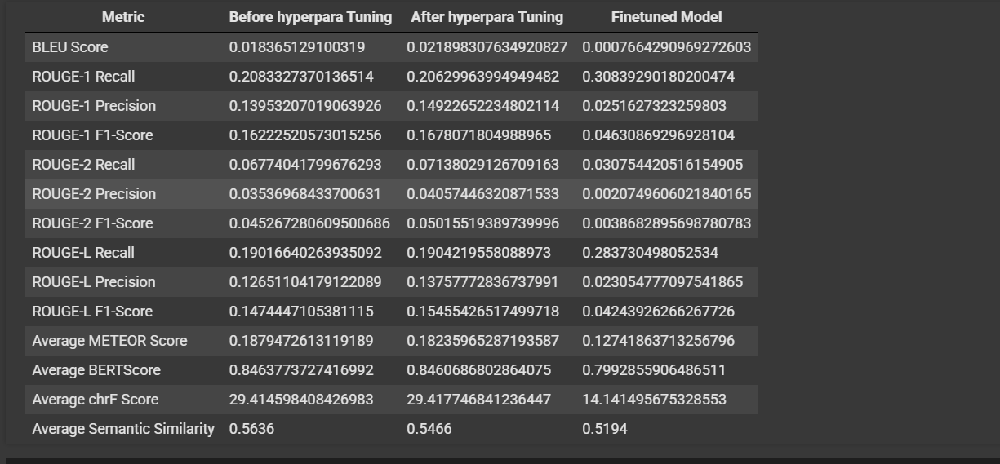 Metric Before hyperpara Tuning After hyperpara Tuning Finetuned Model
BLEU Score 0.018365129100319 0.021898307634920827 0.0007664290969272603
ROUGE-1 Recall 0.2083327370136514 0.20629963994949482 0.30839290180200474
ROUGE-1 Precision 0.13953207019063926 0.14922652234802114 0.0251627323259803
ROUGE-1 F1-Score 0.16222520573015256 0.1678071804988965 0.04630869296928104
ROUGE-2 Recall 0.06774041799676293 0.07138029126709163 0.030754420516154905
ROUGE-2 Precision 0.03536968433700631 0.04057446320871533 0.0020749606021840165
ROUGE-2 F1-Score 0.045267280609500686 0.05015519389739996 0.0038682895698780783
ROUGE-L Recall 0.19016640263935092 0.1904219558088973 0.283730498052534
ROUGE-L Precision 0.12651104179122089 0.13757772836737991 0.023054777097541865
ROUGE-L F1-Score 0.1474447105381115 0.15455426517499718 0.04243926266267726
Average METEOR Score 0.1879472613119189 0.18235965287193587 0.12741863713256796
Average BERTScore 0.8463773727416992 0.8460686802864075 0.7992855906486511
Average chrF Score 29.414598408426983 29.417746841236447 14.141495675328553
Average Semantic Similarity 0.5636 0.5466 0.5194